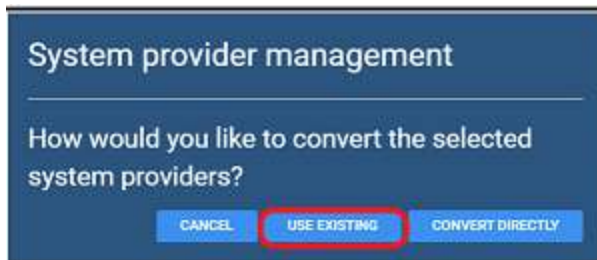 System provider management
How would you like to convert the selected
system providers?
CANCEL USE EXISTING CONVERT DIRECTLY